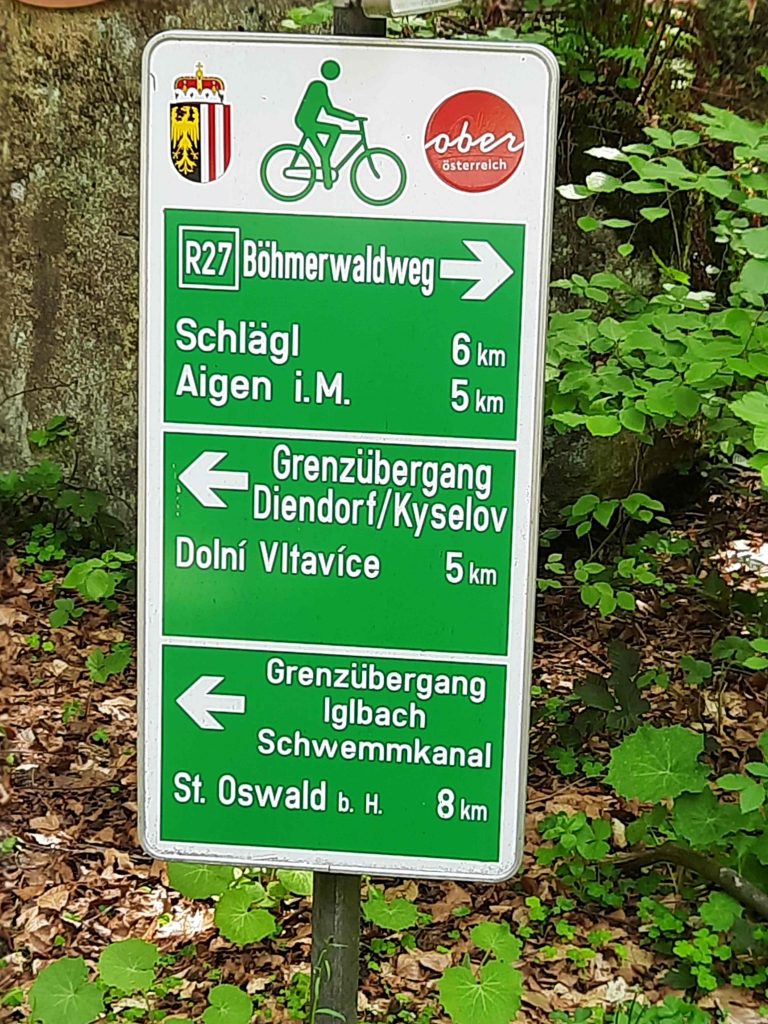 ober
österreich
R27 Böhmerwaldweg
Schlägl 6 km
Aigen i.M. 5 km
Grenzübergang
Diendorf/Kyselov
Dolní Vltavíce 5 km
Grenzübergang
Iglbach
Schwemmkanal
St. Oswald b. H. 8 km